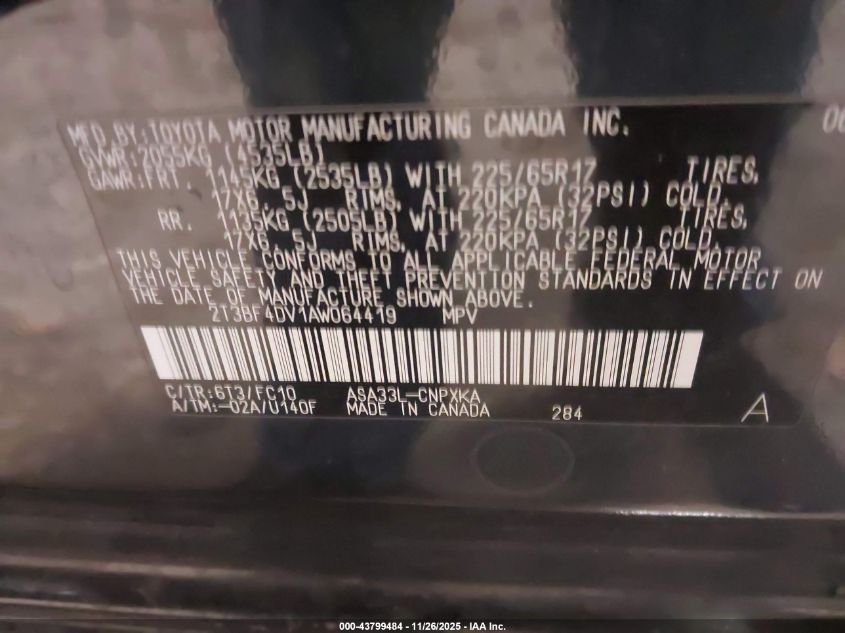 MFD. BY: TOYOTA MOTOR MANUFACTURING CANADA INC.
GVWR: 2055KG (4535LB)
GAWR: FRT. 1145KG (2535LB) WITH 225/65R17 TIRES,
17X6. 5J RIMS, AT 220KPA (32PSI) COLD.
RR. 1135KG (2505LB) WITH 225/65R17 TIRES,
17X6. 5J RIMS, AT 220KPA (32PSI) COLD.
THIS VEHICLE CONFORMS TO ALL APPLICABLE FEDERAL MOTOR
VEHICLE SAFETY AND THEFT PREVENTION STANDARDS IN EFFECT ON
THE DATE OF MANUFACTURE SHOWN ABOVE.
2T3BF4DV1AW064419 MPV
C/TR: 6T3/FC10 ASA33L-CNPXKA
A/TM: -02A/U140F MADE IN CANADA 284 A
000-43799484 - 11/26/2025 - IAA Inc.